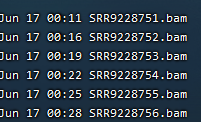 Jun 17 00:11 SRR9228751.bam
Jun 17 00:16 SRR9228752.bam
Jun 17 00:19 SRR9228753.bam
Jun 17 00:22 SRR9228754.bam
Jun 17 00:25 SRR9228755.bam
Jun 17 00:28 SRR9228756.bam